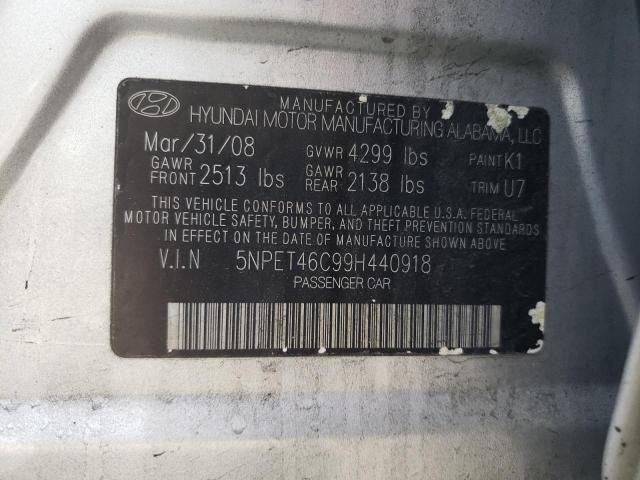 MANUFACTURED BY
HYUNDAI MOTOR MANUFACTURING ALABAMA, LLC
Mar/31/08 GVWR 4299 lbs PAINT K1
GAWR FRONT 2513 lbs GAWR REAR 2138 lbs TRIM U7
THIS VEHICLE CONFORMS TO ALL APPLICABLE U.S.A. FEDERAL
MOTOR VEHICLE SAFETY, BUMPER, AND THEFT PREVENTION STANDARDS
IN EFFECT ON THE DATE OF MANUFACTURE SHOWN ABOVE.
V.I.N 5NPET46C99H440918
PASSENGER CAR